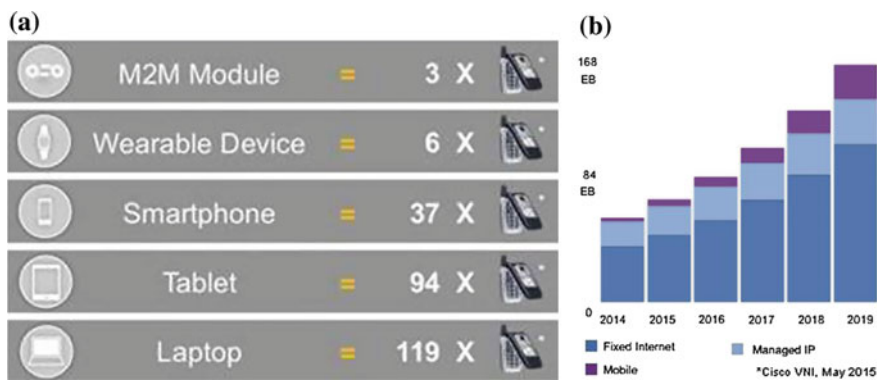 (a)
M2M Module = 3 X *
Wearable Device = 6 X *
Smartphone = 37 X *
Tablet = 94 X *
Laptop = 119 X *
(b)
168
EB
84
EB
0
2014 2015 2016 2017 2018 2019
Fixed Internet Managed IP
Mobile *Cisco VNI, May 2015